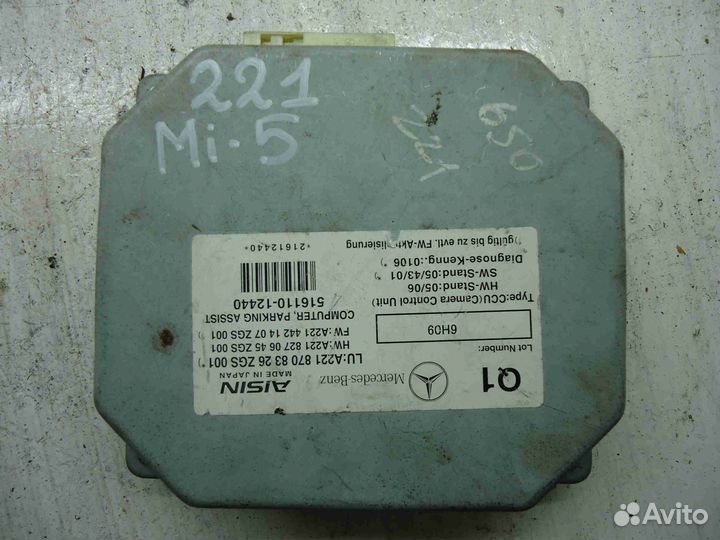 221
Mi-5
221
650
Q1
Mercedes-Benz
AISIN
MADE IN JAPAN
Lot Number:
6H09
LU:A221 870 83 26 ZGS 001*)
HW:A221 827 06 45 ZGS 001
FW:A221 442 14 07 ZGS 001
COMPUTER, PARKING ASSIST
516110-12440
*21612440*
Type:CCU(Camera Control Unit)
HW-Stand:05/06
SW-Stand:05/43/01*)
Diagnose-Kenng.:0106*)
*)gültig bis zu evtl. FW-Aktualisierung
Avito